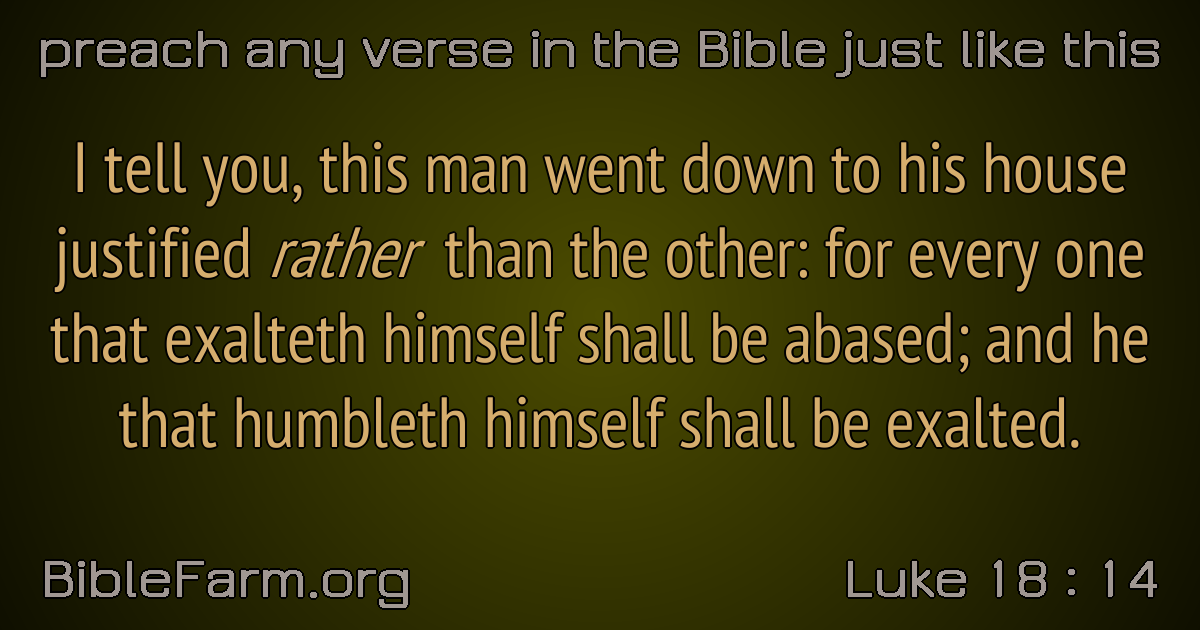 preach any verse in the Bible just like this
I tell you, this man went down to his house
justified rather than the other: for every one
that exalteth himself shall be abased; and he
that humbleth himself shall be exalted.
BibleFarm.org
Luke 18 : 14